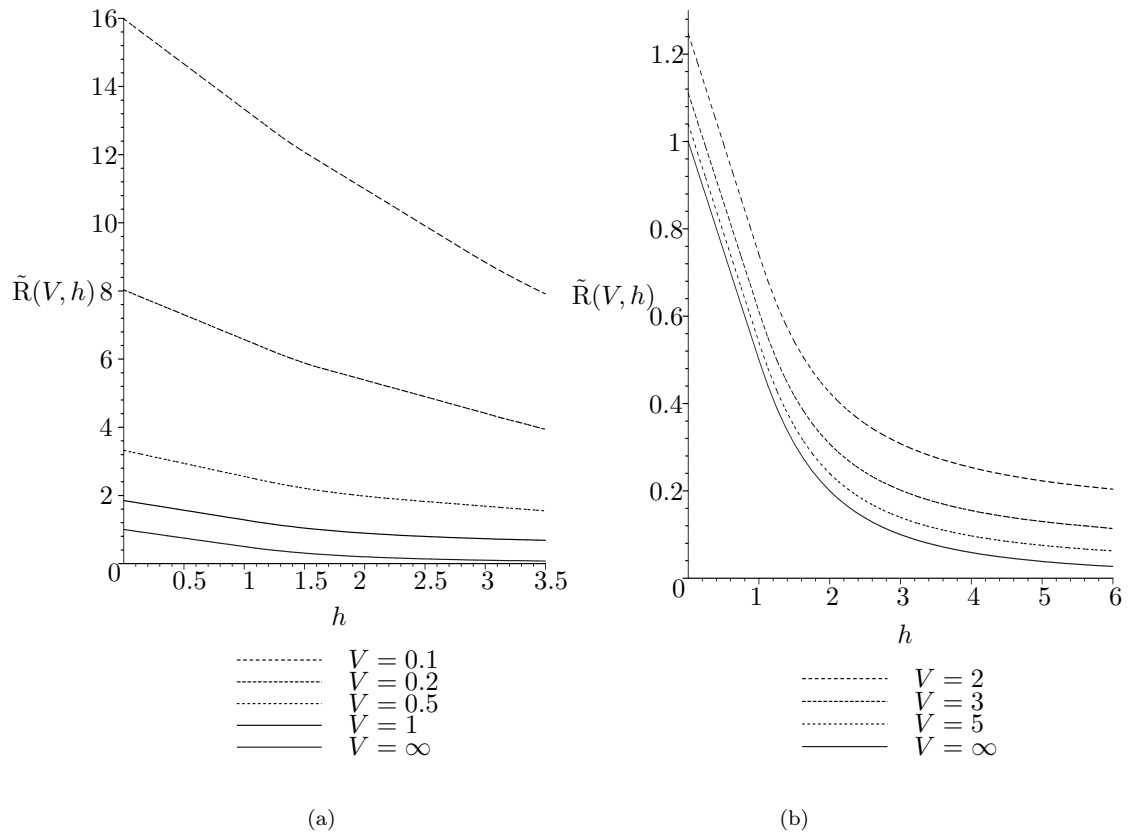 16
14
12
10
R̃(V, h) 8
6
4
2
0 0.5 1 1.5 2 2.5 3 3.5
h
V = 0.1
V = 0.2
V = 0.5
V = 1
V = ∞
(a)
1.2
1
0.8
R̃(V, h)
0.6
0.4
0.2
0 1 2 3 4 5 6
h
V = 2
V = 3
V = 5
V = ∞
(b)